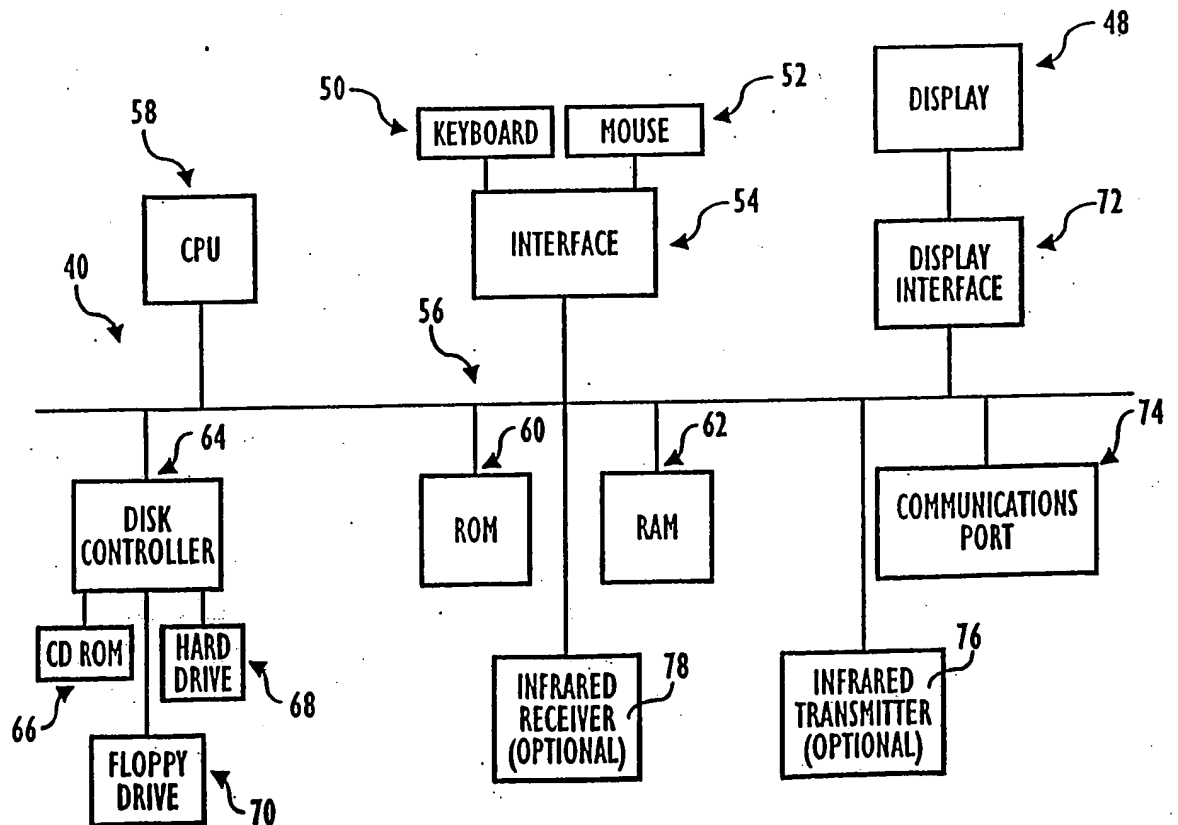 48
DISPLAY
50
KEYBOARD
52
MOUSE
58
CPU
54
INTERFACE
72
DISPLAY
INTERFACE
40
56
64
DISK
CONTROLLER
60
ROM
62
RAM
74
COMMUNICATIONS
PORT
CD ROM
66
HARD
DRIVE
68
FLOPPY
DRIVE
70
INFRARED
RECEIVER
(OPTIONAL)
78
INFRARED
TRANSMITTER
(OPTIONAL)
76